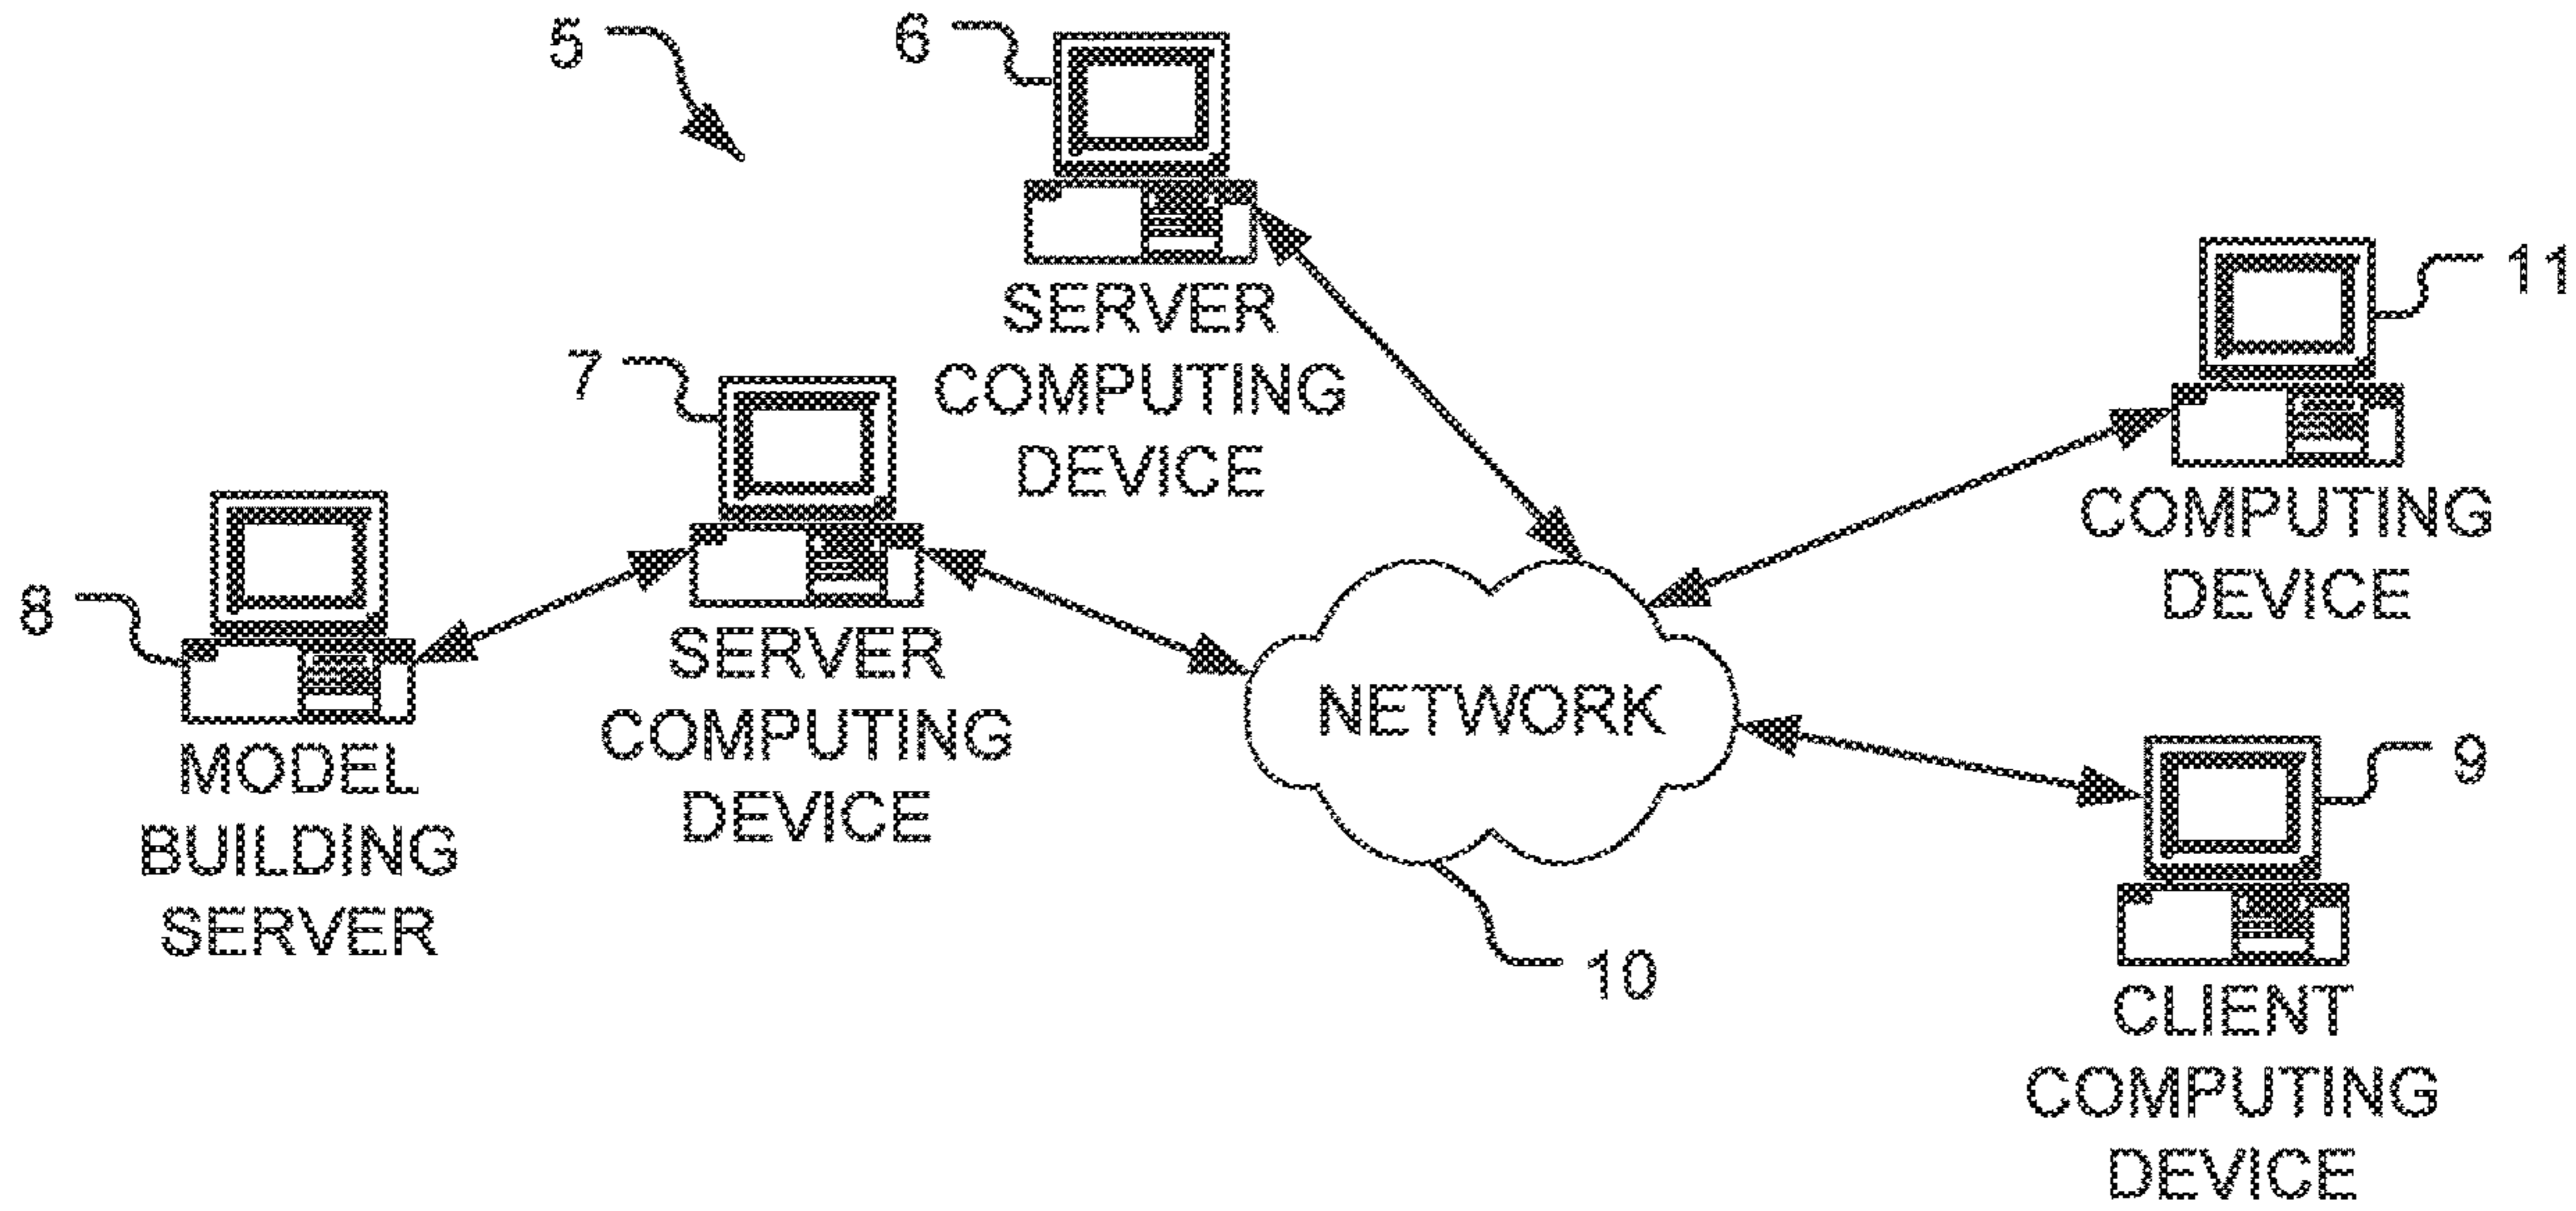 5
6
SERVER
COMPUTING
DEVICE
11
COMPUTING
DEVICE
7
SERVER
COMPUTING
DEVICE
8
MODEL
BUILDING
SERVER
NETWORK
10
9
CLIENT
COMPUTING
DEVICE